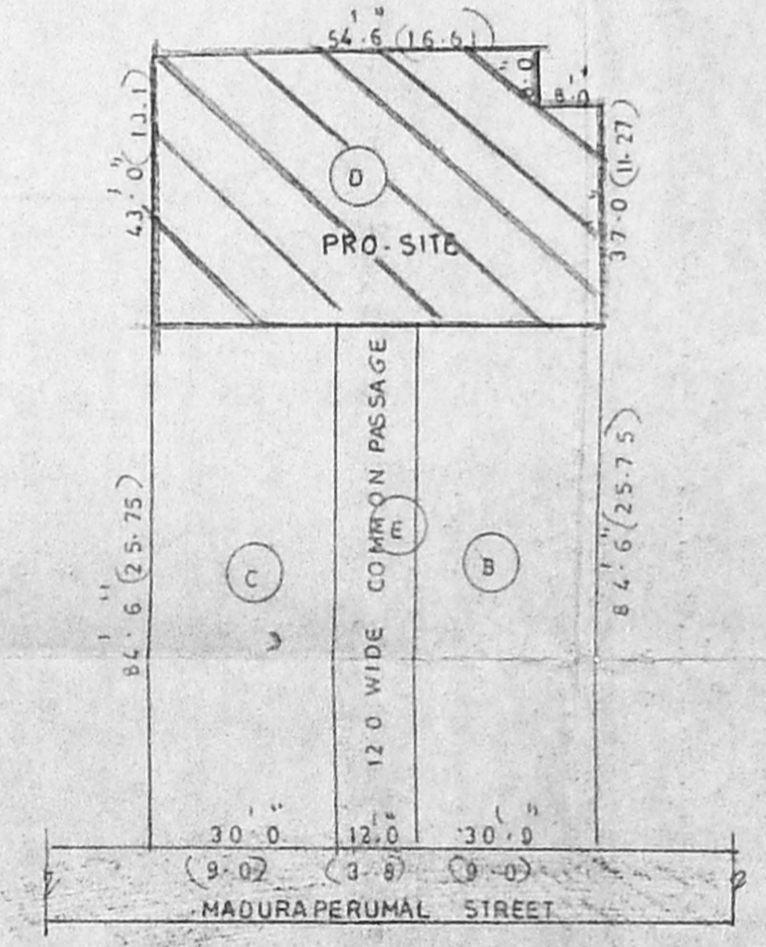 54'.6" (16.61)
8'.0"
43'.0" (13.1)
37'.0" (11.27)
D
PRO-SITE
84'.6" (25.75)
84'.6" (25.75)
12 0 WIDE COMMON PASSAGE
C
E
B
30'.0" 12'.0" 30'.0"
(9.02) (3.8) (9.0)
MADURAPERUMAL STREET